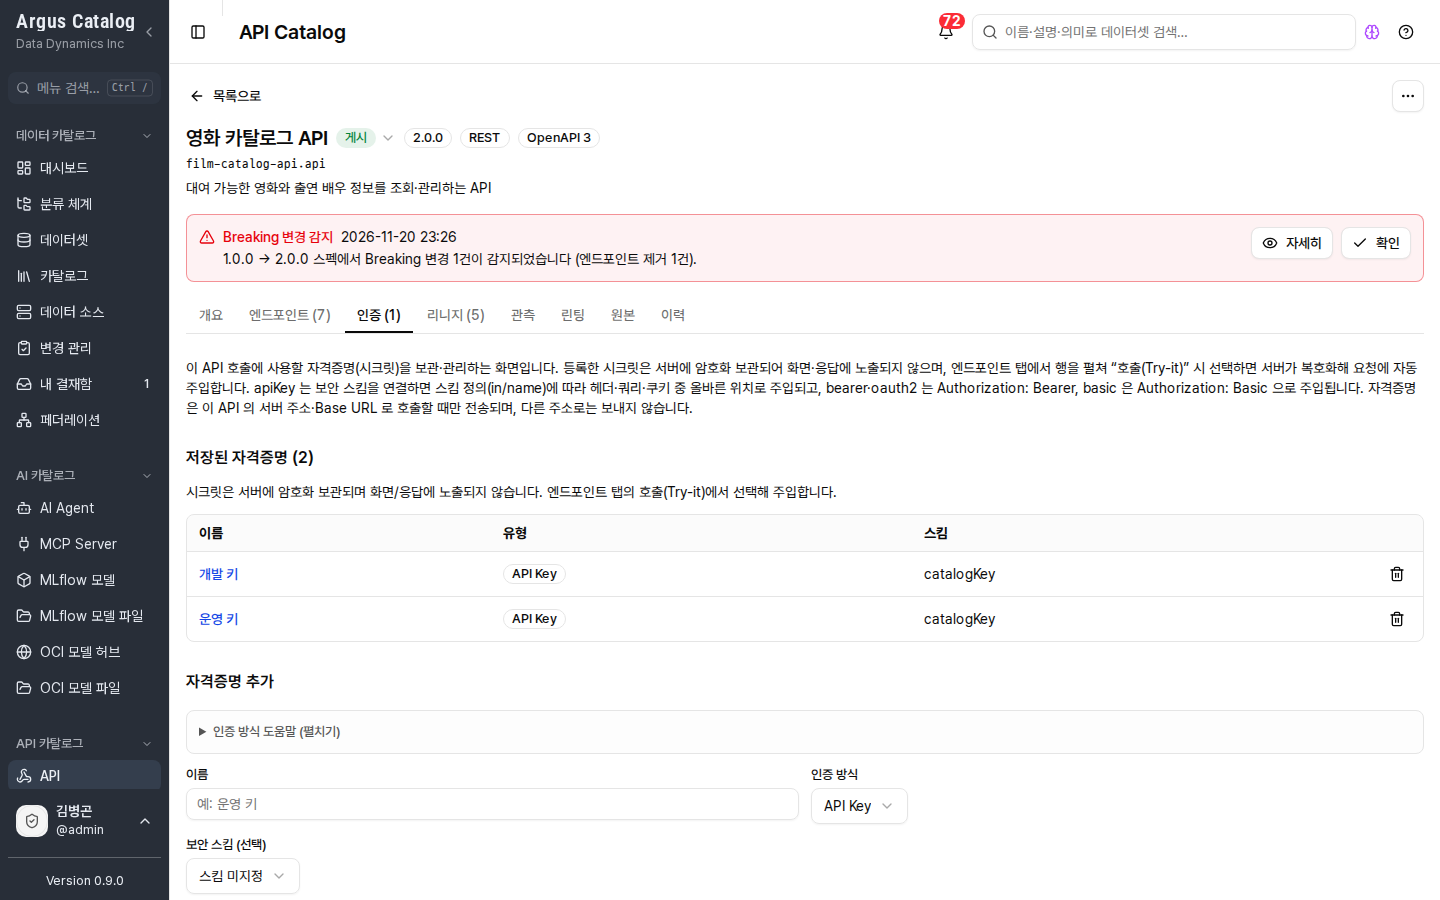 Argus Catalog
Data Dynamics Inc
메뉴 검색... Ctrl /
데이터 카탈로그
대시보드
분류 체계
데이터셋
카탈로그
데이터 소스
변경 관리
내 결재함 1
페더레이션
AI 카탈로그
AI Agent
MCP Server
MLflow 모델
MLflow 모델 파일
OCI 모델 허브
OCI 모델 파일
API 카탈로그
API
김병곤
@admin
Version 0.9.0
API Catalog
72
이름·설명·의미로 데이터셋 검색...
목록으로
영화 카탈로그 API 게시 2.0.0 REST OpenAPI 3
film-catalog-api.api
대여 가능한 영화와 출연 배우 정보를 조회·관리하는 API
Breaking 변경 감지 2026-11-20 23:26
1.0.0 → 2.0.0 스펙에서 Breaking 변경 1건이 감지되었습니다 (엔드포인트 제거 1건).
자세히 확인
개요 엔드포인트 (7) 인증 (1) 리니지 (5) 관측 린팅 원본 이력
이 API 호출에 사용할 자격증명(시크릿)을 보관·관리하는 화면입니다. 등록한 시크릿은 서버에 암호화 보관되어 화면·응답에 노출되지 않으며, 엔드포인트 탭에서 행을 펼쳐 “호출(Try-it)” 시 선택하면 서버가 복호화해 요청에 자동
주입합니다. apiKey 는 보안 스킴을 연결하면 스킴 정의(in/name)에 따라 헤더·쿼리·쿠키 중 올바른 위치로 주입되고, bearer·oauth2 는 Authorization: Bearer, basic 은 Authorization: Basic 으로 주입됩니다. 자격증명
은 이 API 의 서버 주소·Base URL 로 호출할 때만 전송되며, 다른 주소로는 보내지 않습니다.
저장된 자격증명 (2)
시크릿은 서버에 암호화 보관되며 화면/응답에 노출되지 않습니다. 엔드포인트 탭의 호출(Try-it)에서 선택해 주입합니다.
이름 유형 스킴
개발 키 API Key catalogKey
운영 키 API Key catalogKey
자격증명 추가
인증 방식 도움말 (펼치기)
이름 인증 방식
예: 운영 키 API Key
보안 스킴 (선택)
스킴 미지정